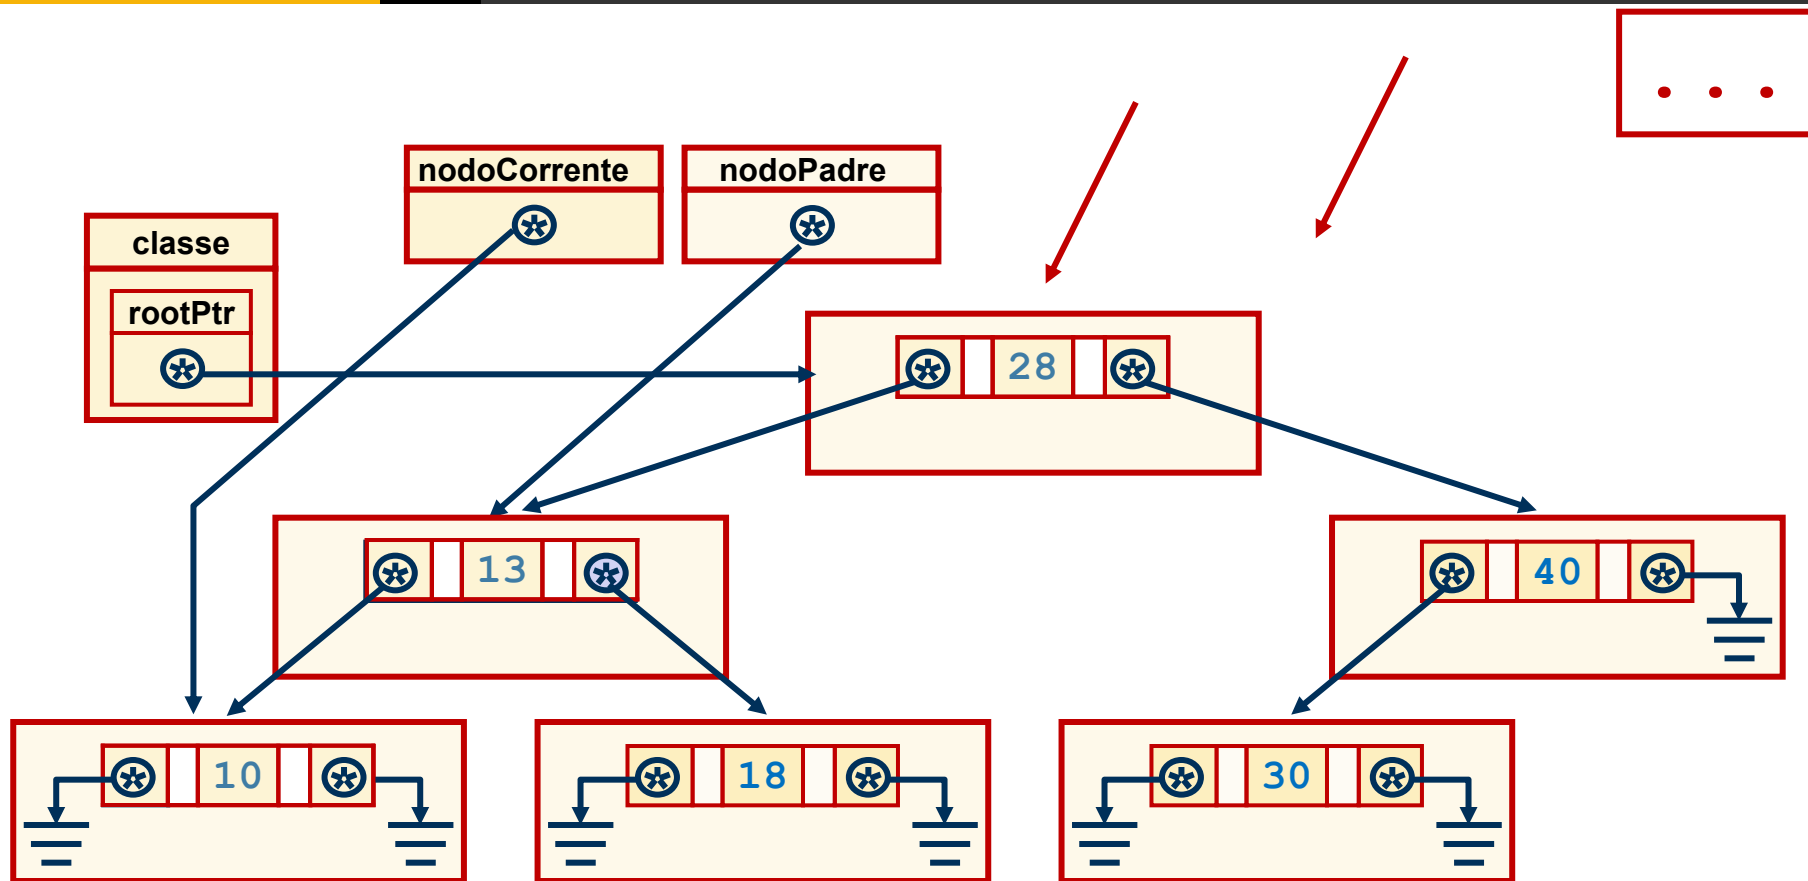 . . .
nodoCorrente
nodoPadre
classe
rootPtr
28
13
40
10
18
30